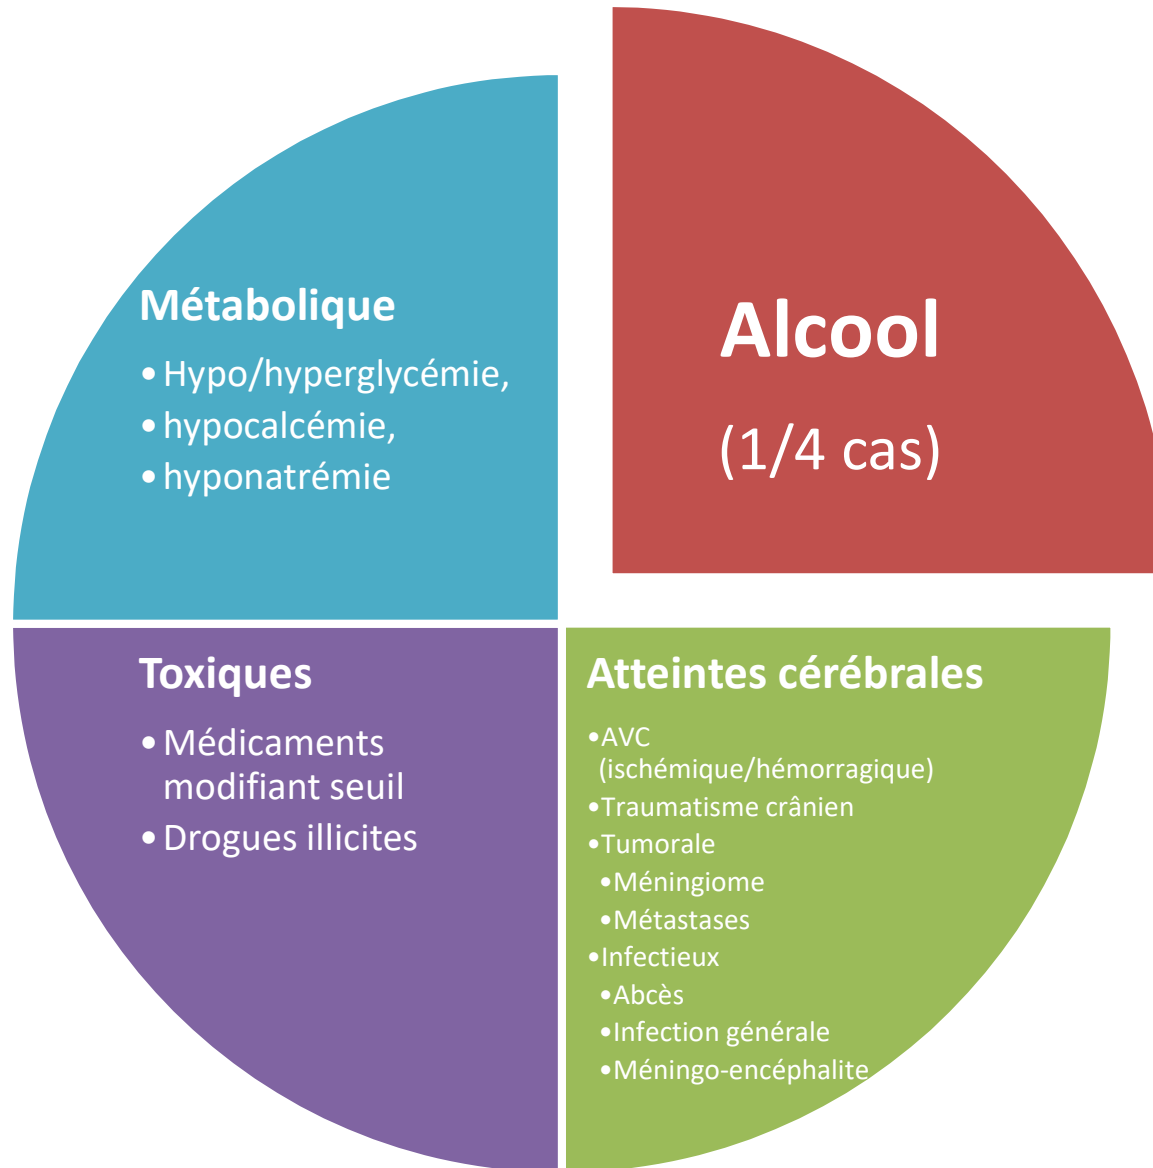 Métabolique
•Hypo/hyperglycémie,
•hypocalcémie,
•hyponatrémie
Alcool
(1/4 cas)
Toxiques
•Médicaments
modifiant seuil
•Drogues illicites
Atteintes cérébrales
•AVC
(ischémique/hémorragique)
•Traumatisme crânien
•Tumorale
•Méningiome
•Métastases
•Infectieux
•Abcès
•Infection générale
•Méningo-encéphalite